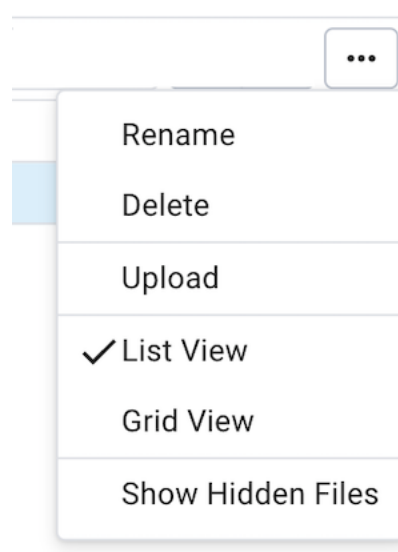 Rename
Delete
Upload
List View
Grid View
Show Hidden Files